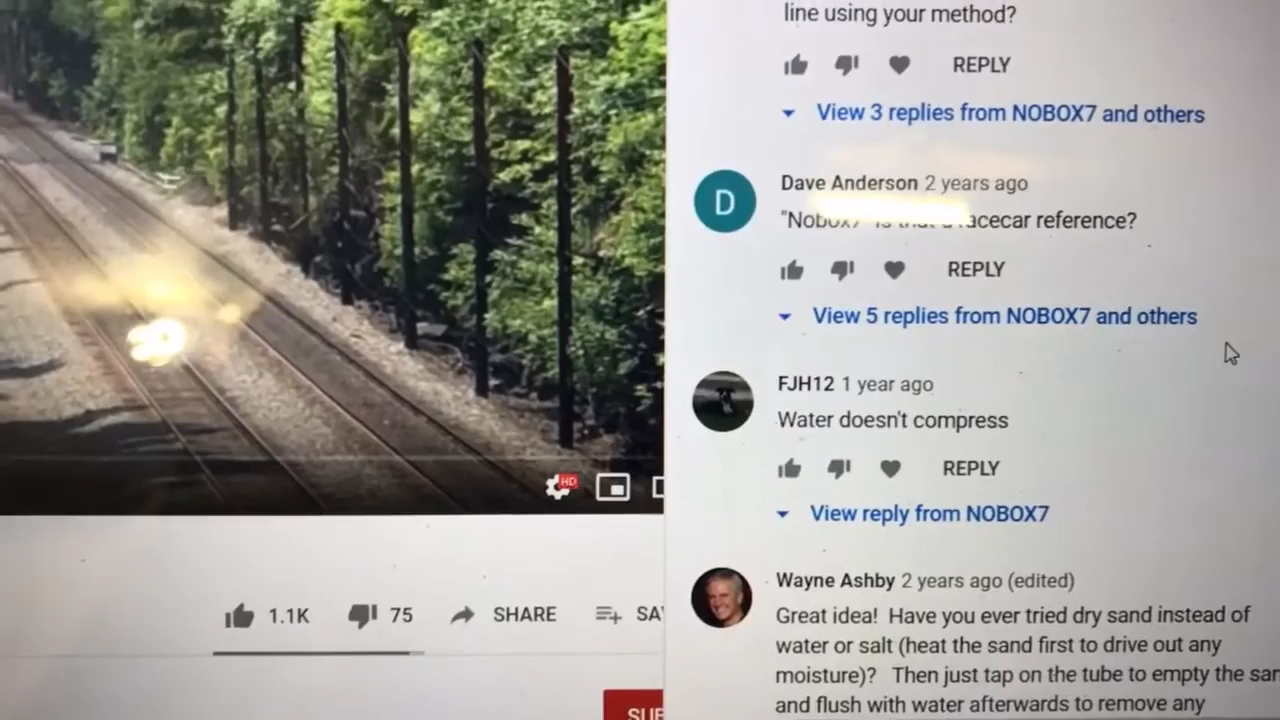 line using your method?
REPLY
View 3 replies from NOBOX7 and others
D
Dave Anderson 2 years ago
acecar reference?
REPLY
View 5 replies from NOBOX7 and others
FJH12 1 year ago
Water doesn't compress
REPLY
View reply from NOBOX7
Wayne Ashby 2 years ago (edited)
Great idea! Have you ever tried dry sand instead of
water or salt (heat the sand first to drive out any
moisture)? Then just tap on the tube to empty the san
and flush with water afterwards to remove any
HD
1.1K 75 SHARE SA
SUB